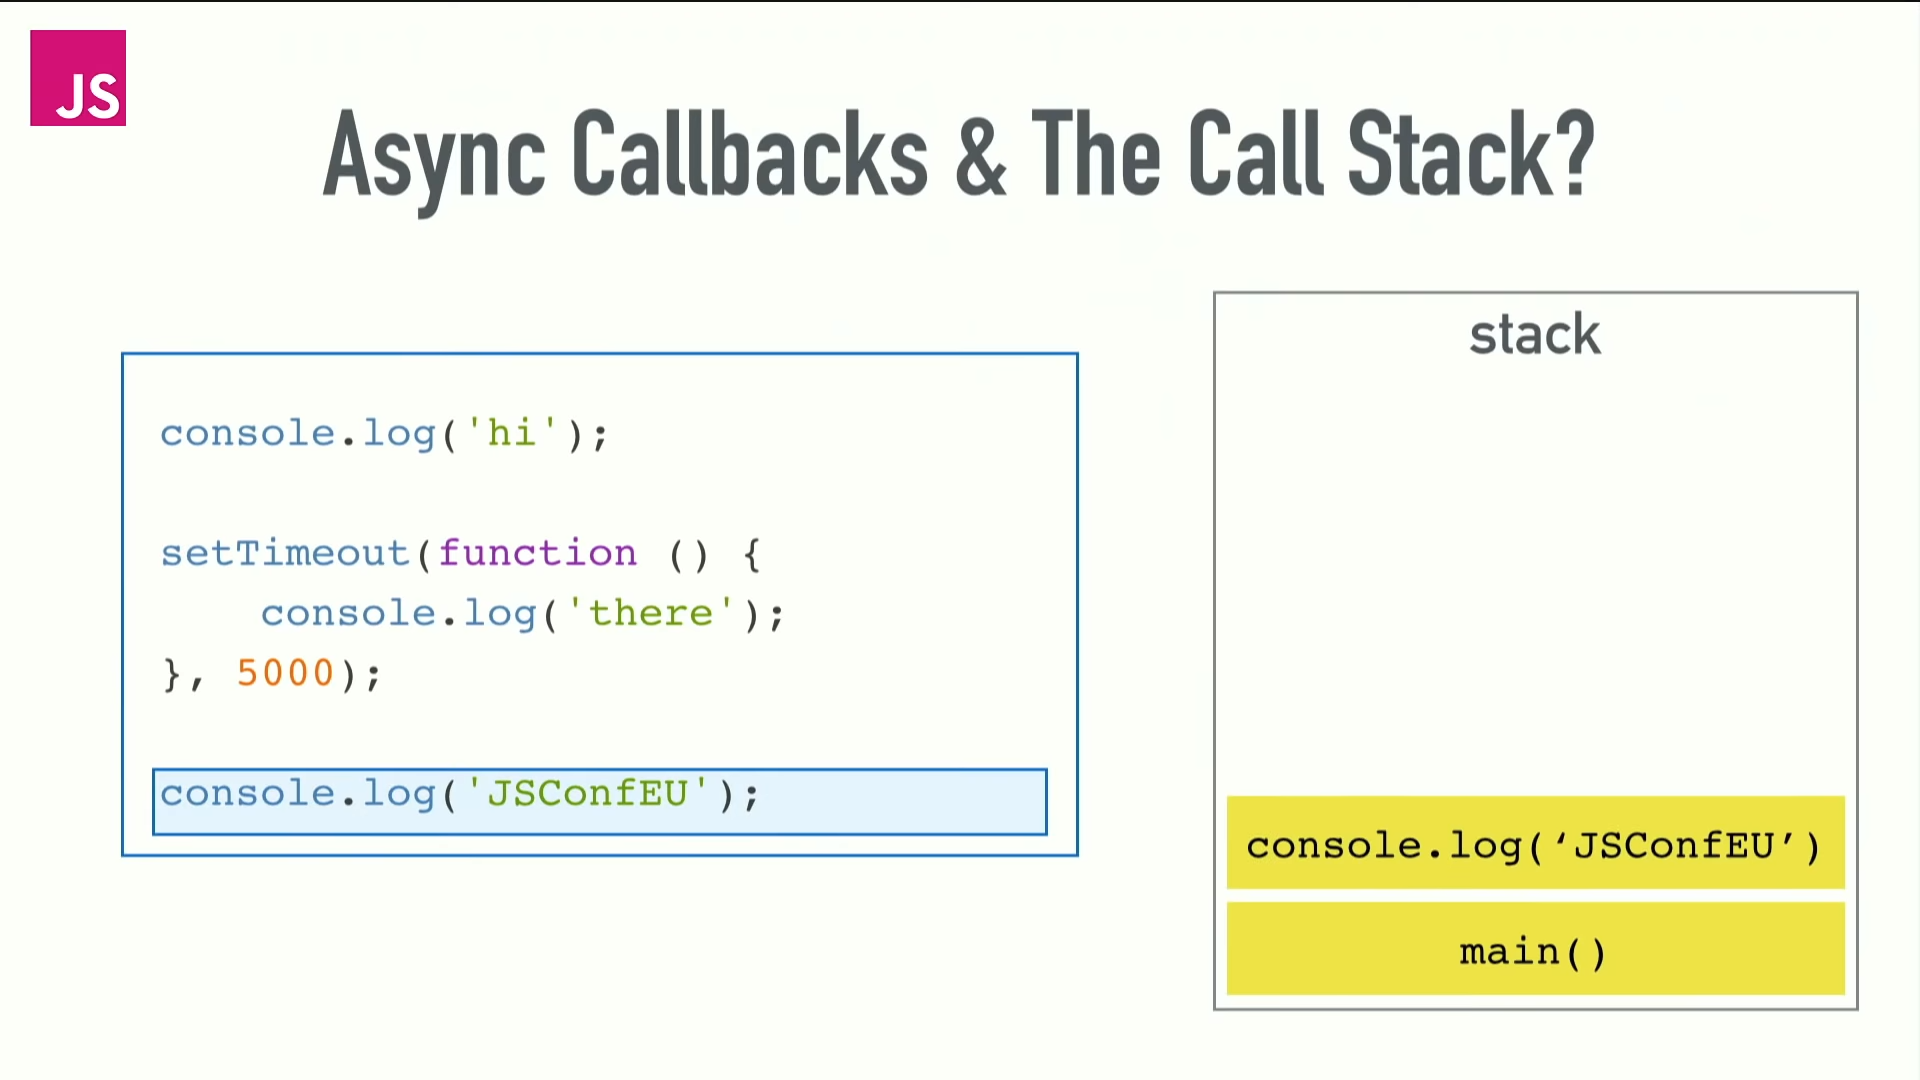 JS
Async Callbacks & The Call Stack?
console.log('hi');
setTimeout(function () {
    console.log('there');
}, 5000);
console.log('JSConfEU');
stack
console.log(‘JSConfEU’)
main()